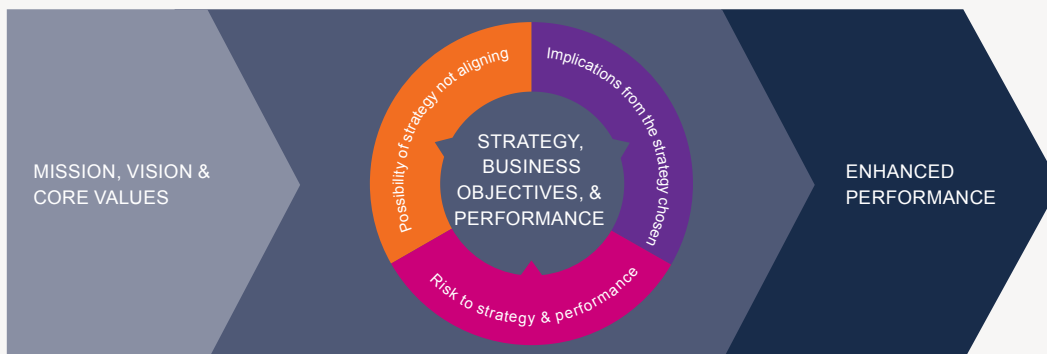 MISSION, VISION &
CORE VALUES
Possibility of strategy not aligning
Implications from the strategy chosen
STRATEGY,
BUSINESS
OBJECTIVES, &
PERFORMANCE
Risk to strategy & performance
ENHANCED
PERFORMANCE